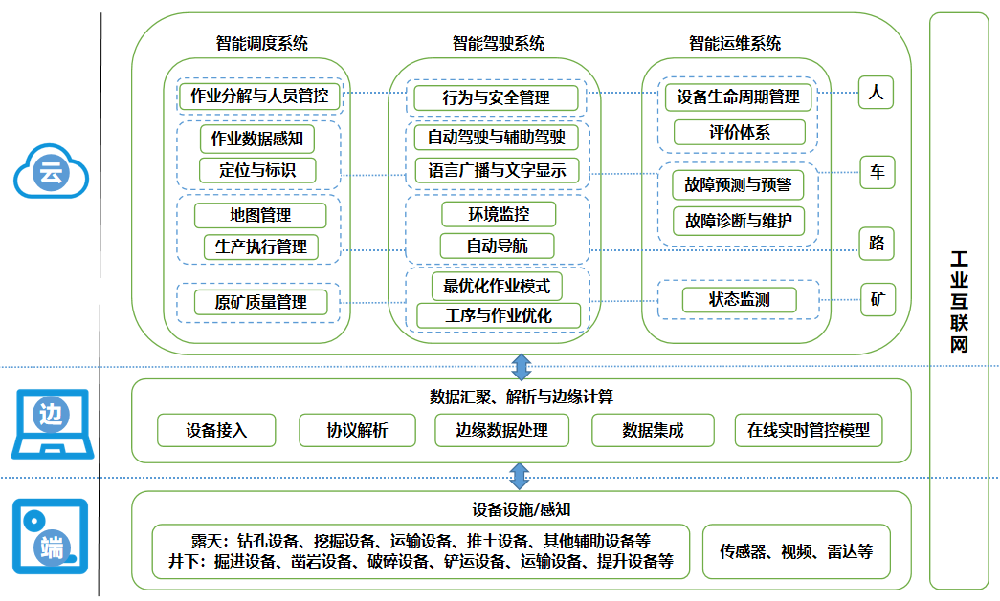 智能调度系统
智能驾驶系统
智能运维系统
作业分解与人员管控
行为与安全管理
设备生命周期管理
人
评价体系
作业数据感知
自动驾驶与辅助驾驶
定位与标识
语言广播与文字显示
故障预测与预警
车
云
地图管理
环境监控
故障诊断与维护
生产执行管理
自动导航
路
原矿质量管理
最优化作业模式
工序与作业优化
状态监测
矿
工业互联网
边
数据汇聚、解析与边缘计算
设备接入
协议解析
边缘数据处理
数据集成
在线实时管控模型
端
设备设施/感知
露天：钻孔设备、挖掘设备、运输设备、推土设备、其他辅助设备等
井下：掘进设备、凿岩设备、破碎设备、铲运设备、运输设备、提升设备等
传感器、视频、雷达等